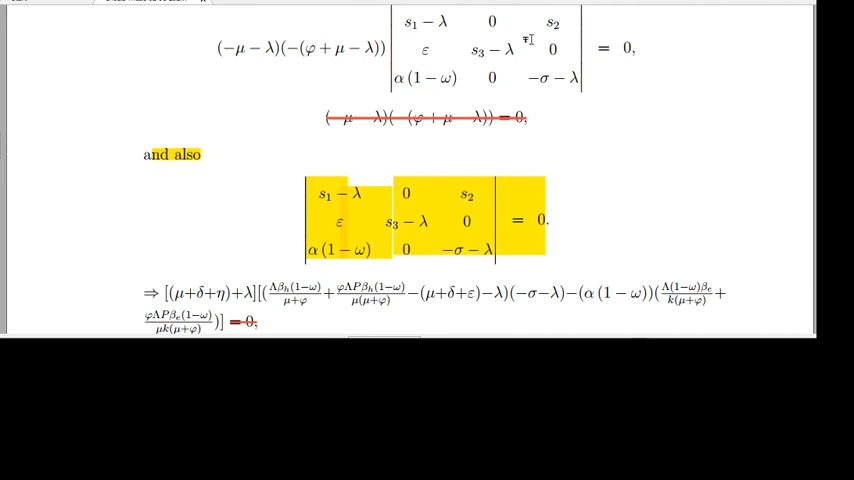 (−μ − λ)(−(φ + μ − λ)) | s₁ − λ 0 s₂ | = 0,
| ε s₃ − λ 0 |
| α (1 − ω) 0 −σ − λ |
(−μ − λ)(−(φ + μ − λ)) = 0,
and also
| s₁ − λ 0 s₂ |
| ε s₃ − λ 0 | = 0.
| α (1 − ω) 0 −σ − λ |
⇒ [(μ+δ+η)+λ][(Λβₕ(1−ω)/(μ+φ) + φΛPβₕ(1−ω)/(μ(μ+φ)) −(μ+δ+ε)−λ)(−σ−λ)−(α (1 − ω))(Λ(1−ω)βₑ/(k(μ+φ)) +
φΛPβₑ(1−ω)/(μk(μ+φ)))] = 0,